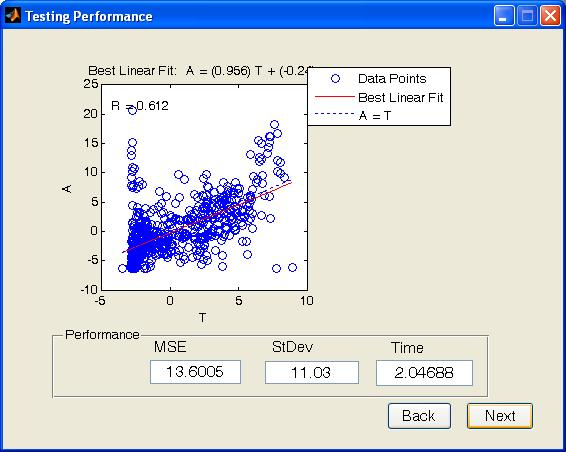 Testing Performance
Best Linear Fit: A = (0.956) T + (-0.24
Data Points
Best Linear Fit
A = T
R = 0.612
25
20
15
10
5
0
-5
-10
A
-5
0
5
10
T
Performance
MSE
StDev
Time
13.6005
11.03
2.04688
Back
Next